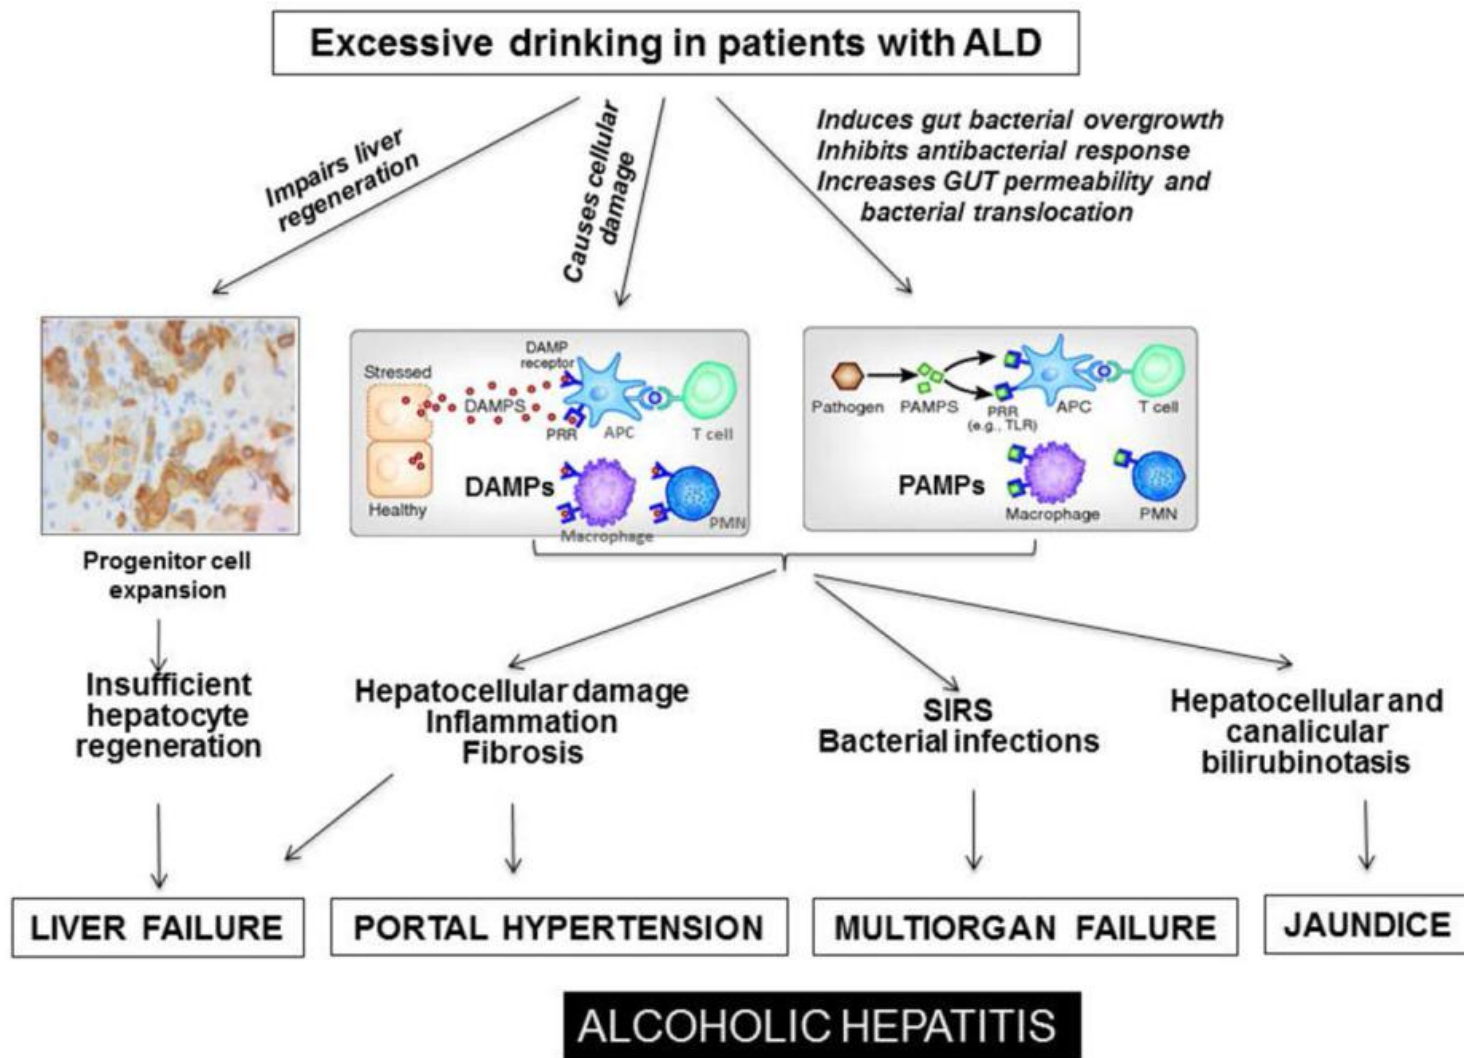 Excessive drinking in patients with ALD
Impairs liver
regeneration
Causes cellular
damage
Induces gut bacterial overgrowth
Inhibits antibacterial response
Increases GUT permeability and
bacterial translocation
Stressed
Healthy
DAMPS
DAMP
receptor
PRR
APC
T cell
DAMPs
Macrophage
PMN
Pathogen
PAMPS
PRR
(e.g., TLR)
APC
T cell
PAMPs
Macrophage
PMN
Progenitor cell
expansion
Insufficient
hepatocyte
regeneration
Hepatocellular damage
Inflammation
Fibrosis
SIRS
Bacterial infections
Hepatocellular and
canalicular
bilirubinotasis
LIVER FAILURE
PORTAL HYPERTENSION
MULTIORGAN FAILURE
JAUNDICE
ALCOHOLIC HEPATITIS